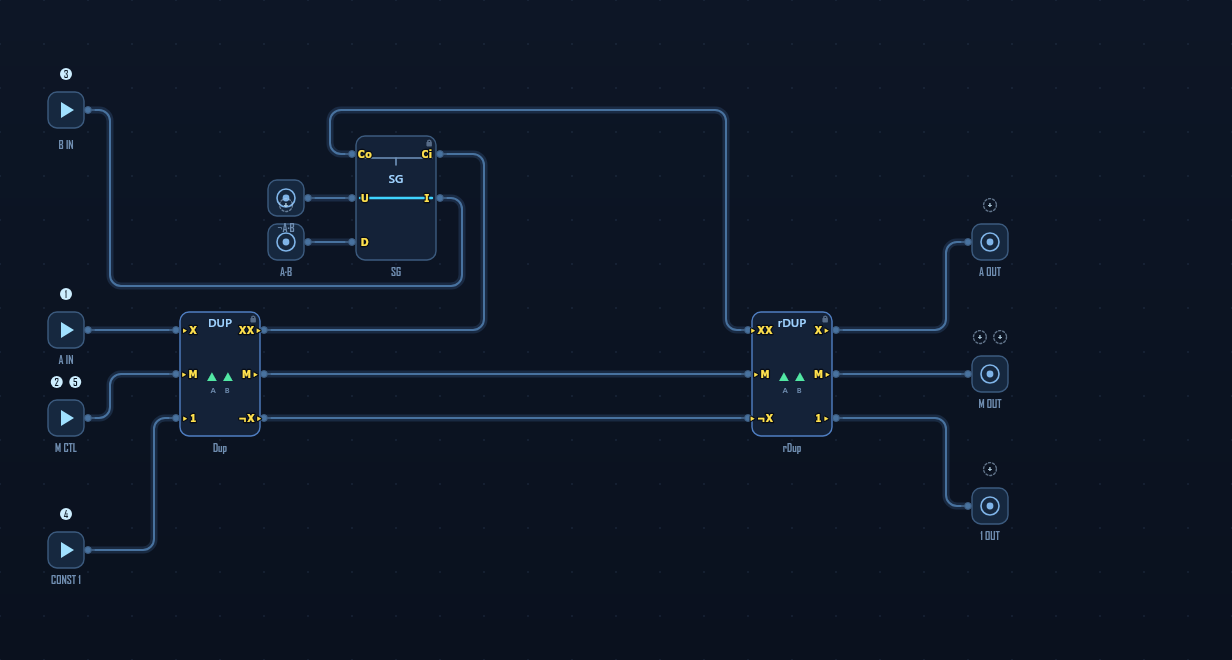 3
B IN
Co Ci
SG
U I
¬A·B
D
A·B
SG
1
A IN
DUP
X XX
M M
A B
1 ¬X
Dup
2 5
M CTL
4
CONST 1
rDUP
XX X
M M
A B
¬X 1
rDup
+
A OUT
+ +
M OUT
+
1 OUT